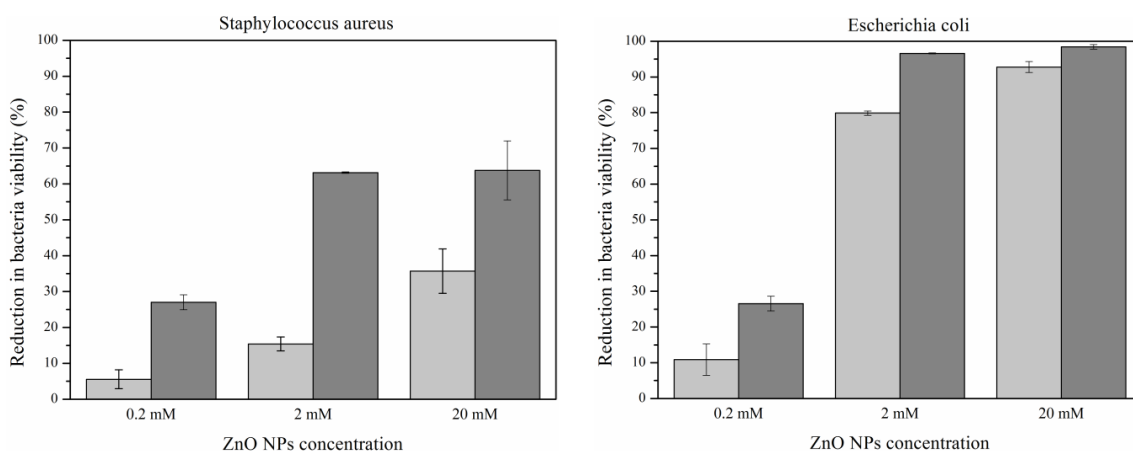 Staphylococcus aureus
Reduction in bacteria viability (%)
100
90
80
70
60
50
40
30
20
10
0
0.2 mM 2 mM 20 mM
ZnO NPs concentration
Escherichia coli
Reduction in bacteria viability (%)
100
90
80
70
60
50
40
30
20
10
0
0.2 mM 2 mM 20 mM
ZnO NPs concentration